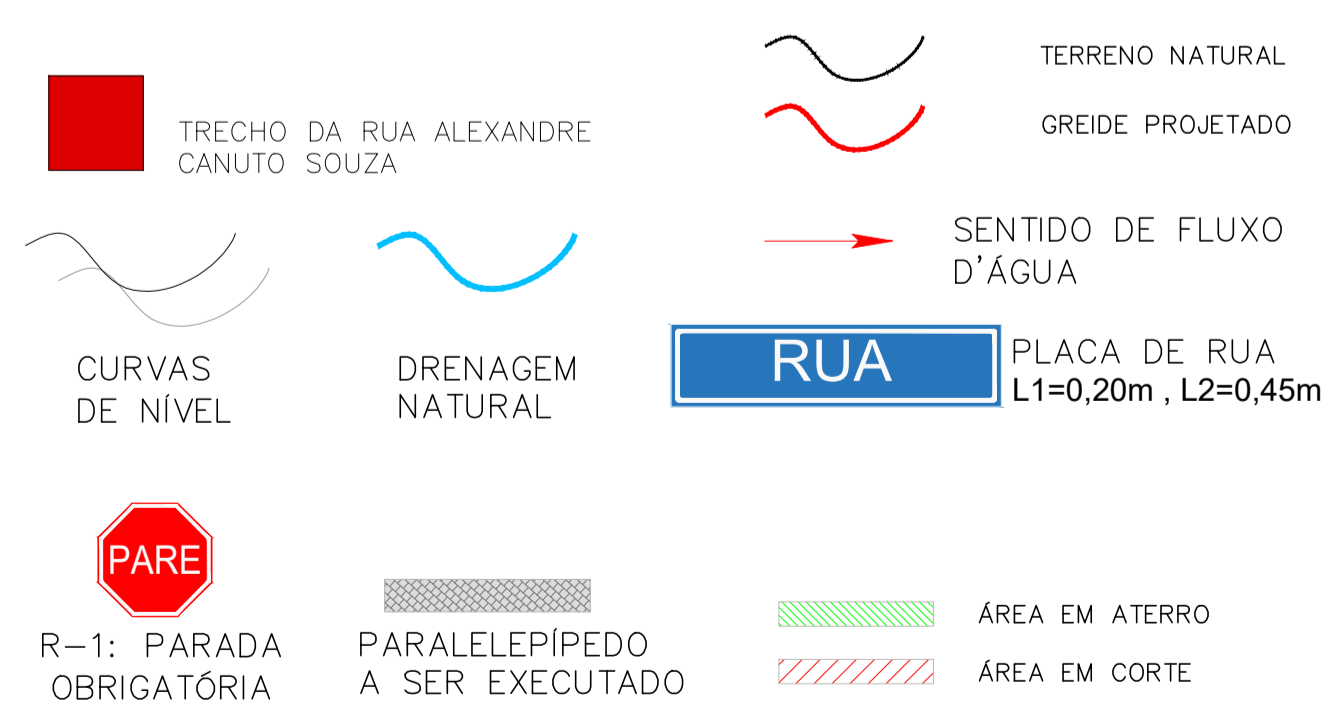 TRECHO DA RUA ALEXANDRE
CANUTO SOUZA
TERRENO NATURAL
GREIDE PROJETADO
CURVAS
DE NÍVEL
DRENAGEM
NATURAL
SENTIDO DE FLUXO
D'ÁGUA
RUA
PLACA DE RUA
L1=0,20m , L2=0,45m
PARE
R-1: PARADA
OBRIGATÓRIA
PARALELEPÍPEDO
A SER EXECUTADO
ÁREA EM ATERRO
ÁREA EM CORTE